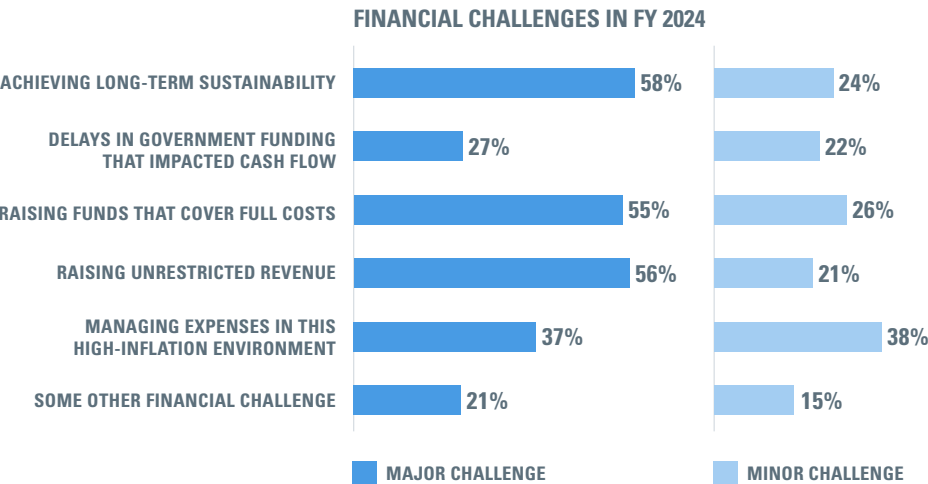 FINANCIAL CHALLENGES IN FY 2024
ACHIEVING LONG-TERM SUSTAINABILITY 58% 24%
DELAYS IN GOVERNMENT FUNDING
THAT IMPACTED CASH FLOW 27% 22%
RAISING FUNDS THAT COVER FULL COSTS 55% 26%
RAISING UNRESTRICTED REVENUE 56% 21%
MANAGING EXPENSES IN THIS
HIGH-INFLATION ENVIRONMENT 37% 38%
SOME OTHER FINANCIAL CHALLENGE 21% 15%
MAJOR CHALLENGE MINOR CHALLENGE